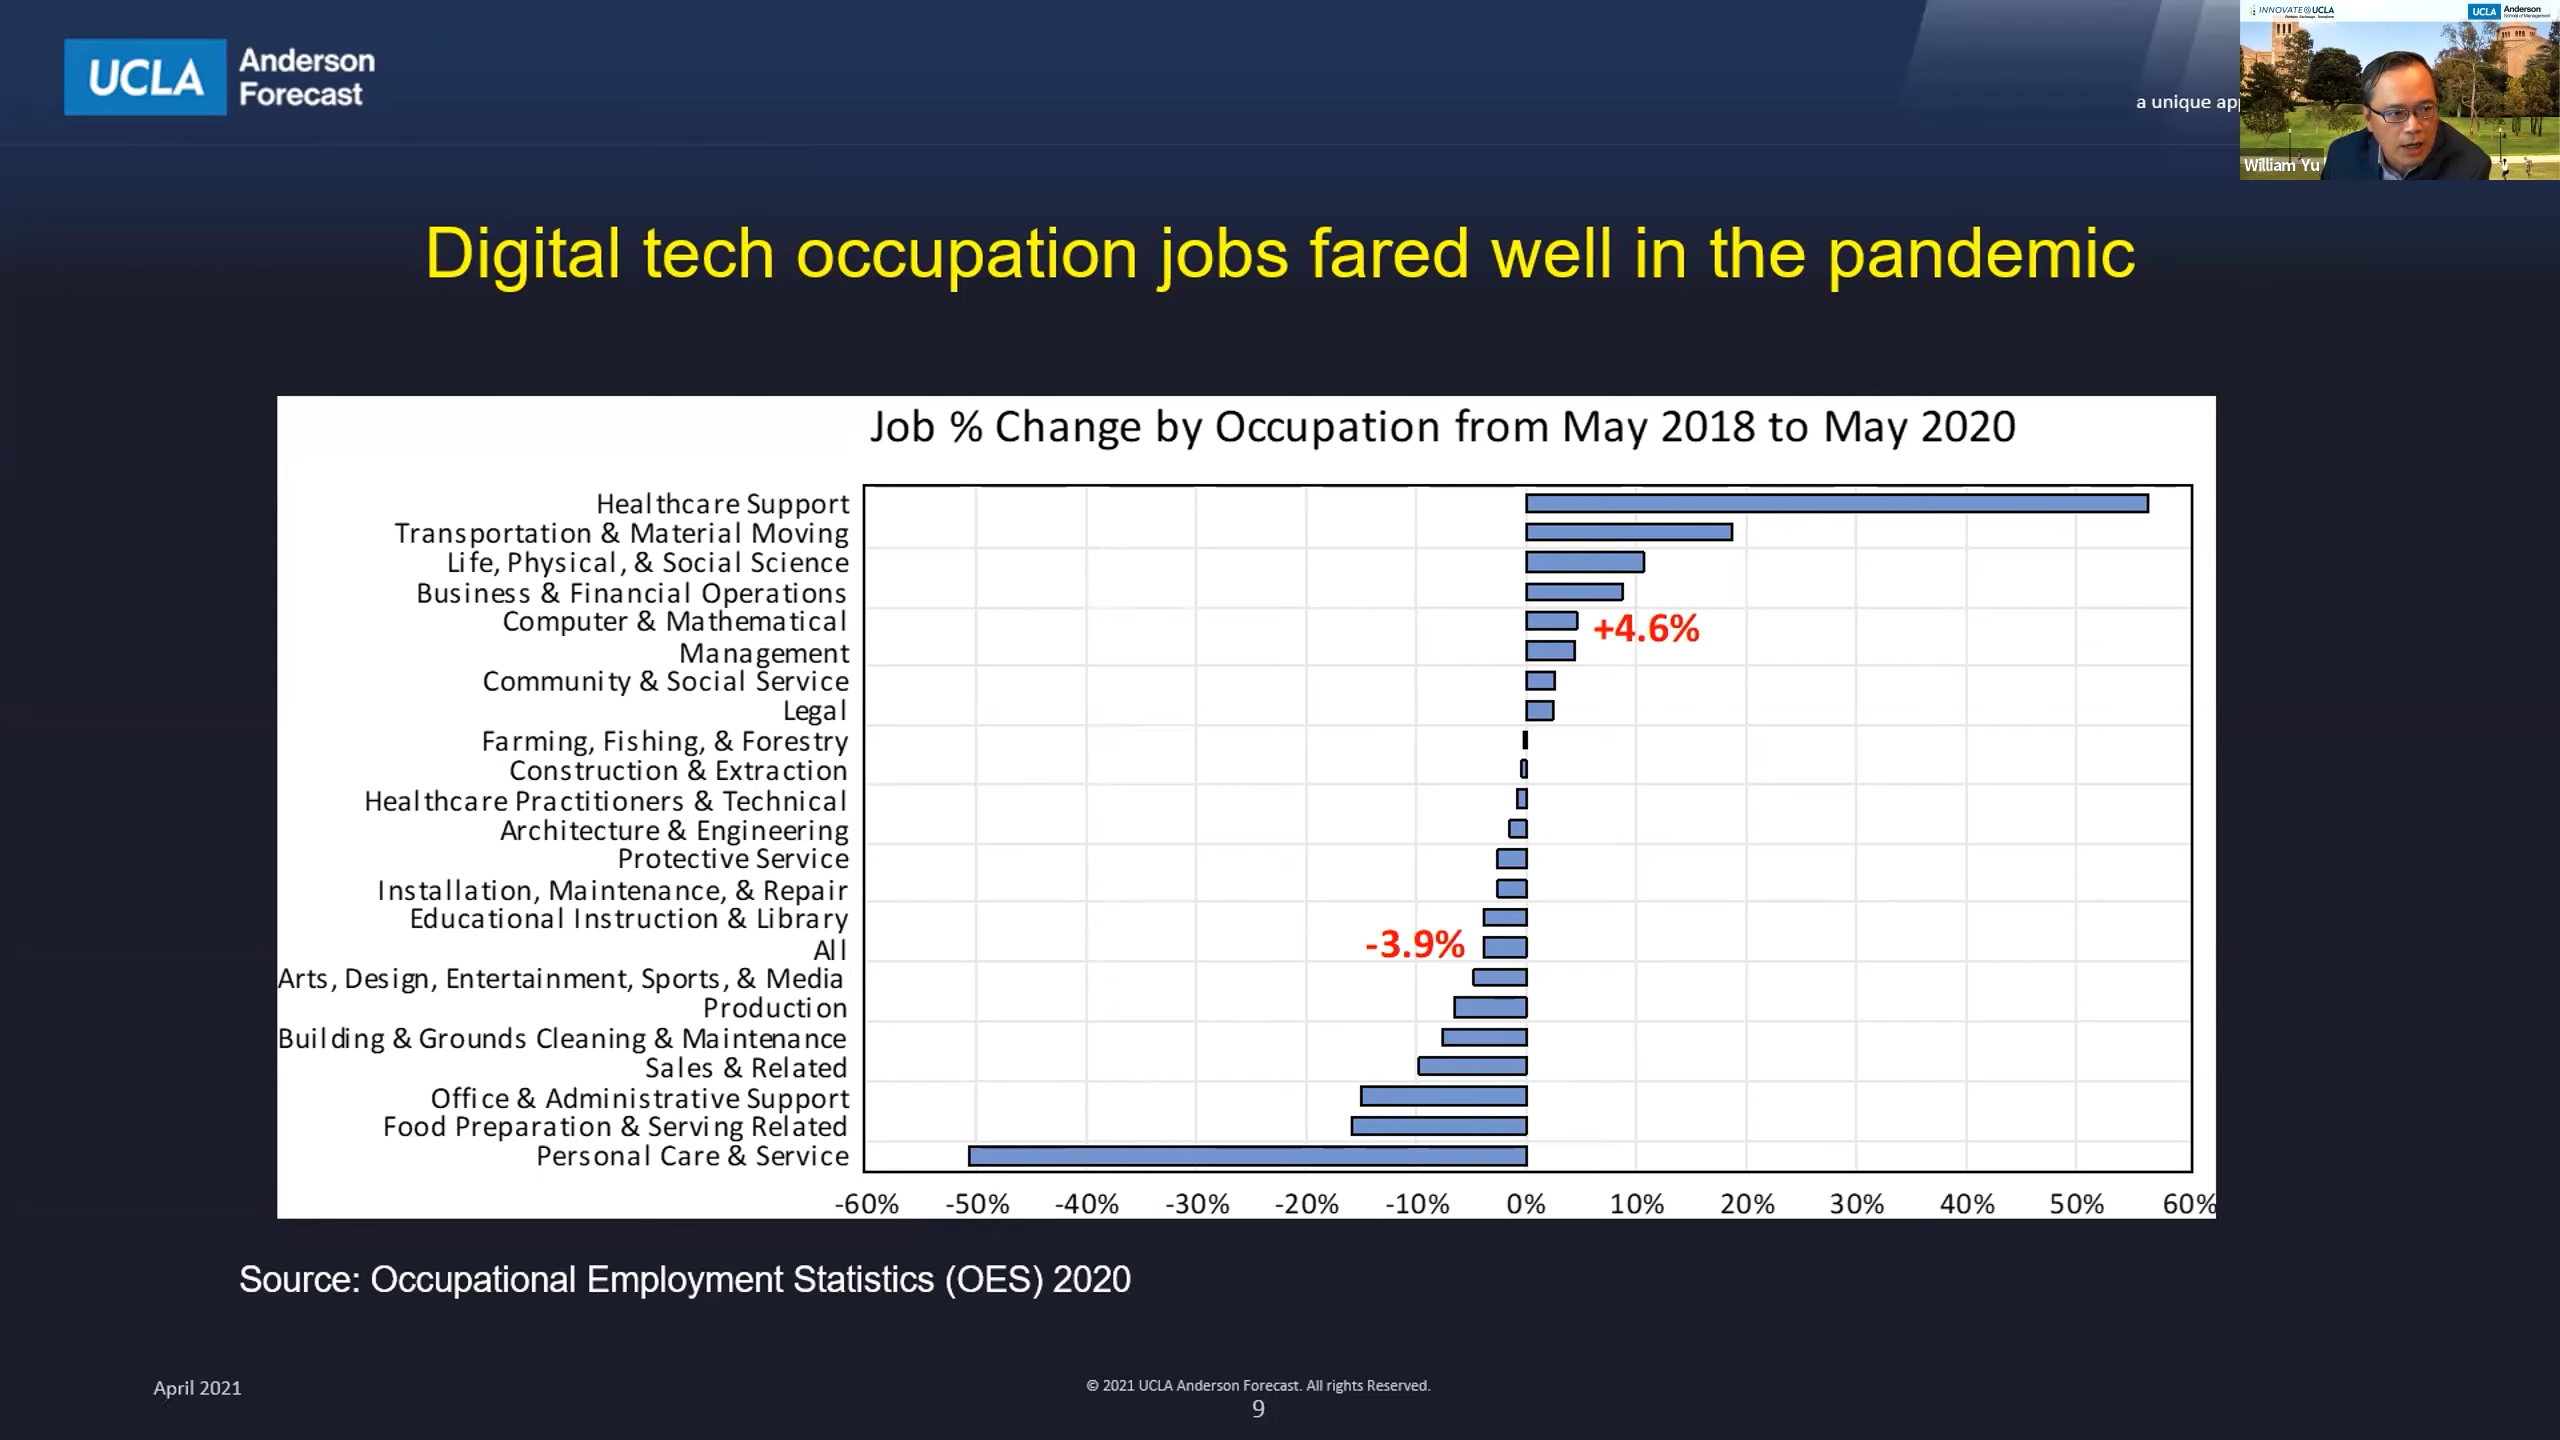 UCLA Anderson
Forecast
a unique
INNOVATE@UCLA
UCLA Anderson
William Yu
Digital tech occupation jobs fared well in the pandemic
Job % Change by Occupation from May 2018 to May 2020
Healthcare Support
Transportation & Material Moving
Life, Physical, & Social Science
Business & Financial Operations
Computer & Mathematical
+4.6%
Management
Community & Social Service
Legal
Farming, Fishing, & Forestry
Construction & Extraction
Healthcare Practitioners & Technical
Architecture & Engineering
Protective Service
Installation, Maintenance, & Repair
Educational Instruction & Library
All
-3.9%
Arts, Design, Entertainment, Sports, & Media
Production
Building & Grounds Cleaning & Maintenance
Sales & Related
Office & Administrative Support
Food Preparation & Serving Related
Personal Care & Service
-60% -50% -40% -30% -20% -10% 0% 10% 20% 30% 40% 50% 60%
Source: Occupational Employment Statistics (OES) 2020
April 2021
© 2021 UCLA Anderson Forecast. All rights Reserved.
9